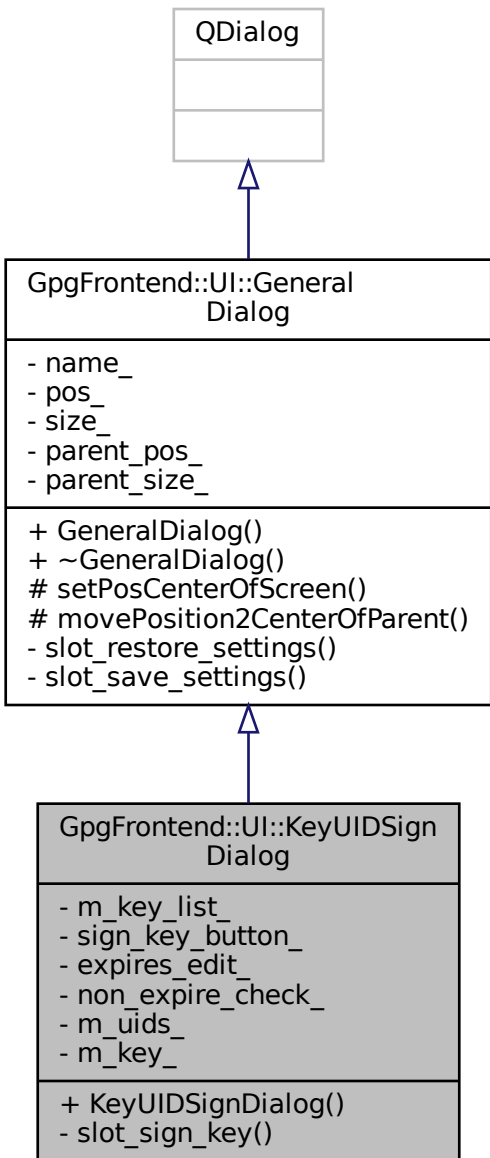 QDialog
GpgFrontend::UI::General
Dialog
- name_
- pos_
- size_
- parent_pos_
- parent_size_
+ GeneralDialog()
+ ~GeneralDialog()
# setPosCenterOfScreen()
# movePosition2CenterOfParent()
- slot_restore_settings()
- slot_save_settings()
GpgFrontend::UI::KeyUIDSign
Dialog
- m_key_list_
- sign_key_button_
- expires_edit_
- non_expire_check_
- m_uids_
- m_key_
+ KeyUIDSignDialog()
- slot_sign_key()